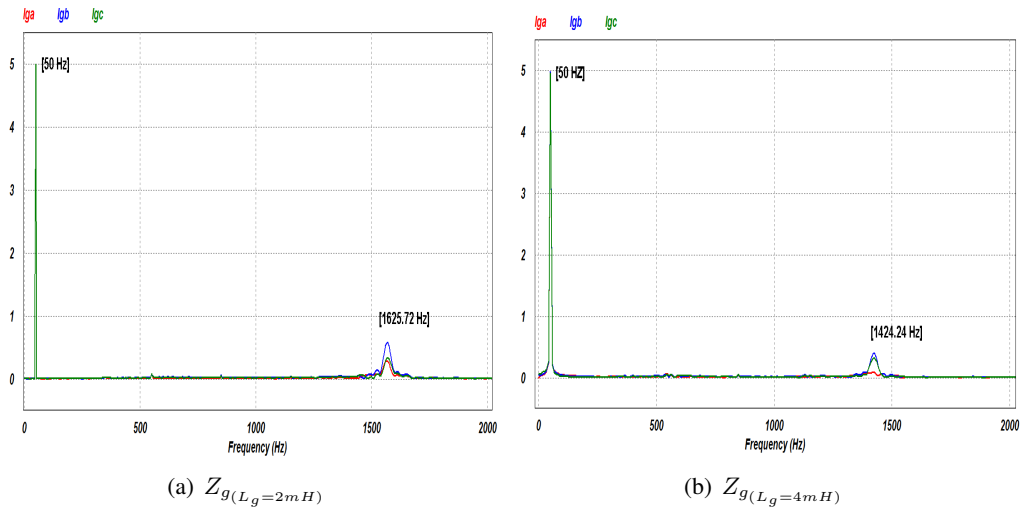 Iga Igb Igc
[50 Hz]
[1625.72 Hz]
5
4
3
2
1
0
0 500 1000 1500 2000
Frequency (Hz)
(a) Z_{g_{(L_g=2mH)}}
Iga Igb Igc
[50 HZ]
[1424.24 Hz]
5
4
3
2
1
0
0 500 1000 1500 2000
Frequency (Hz)
(b) Z_{g_{(L_g=4mH)}}